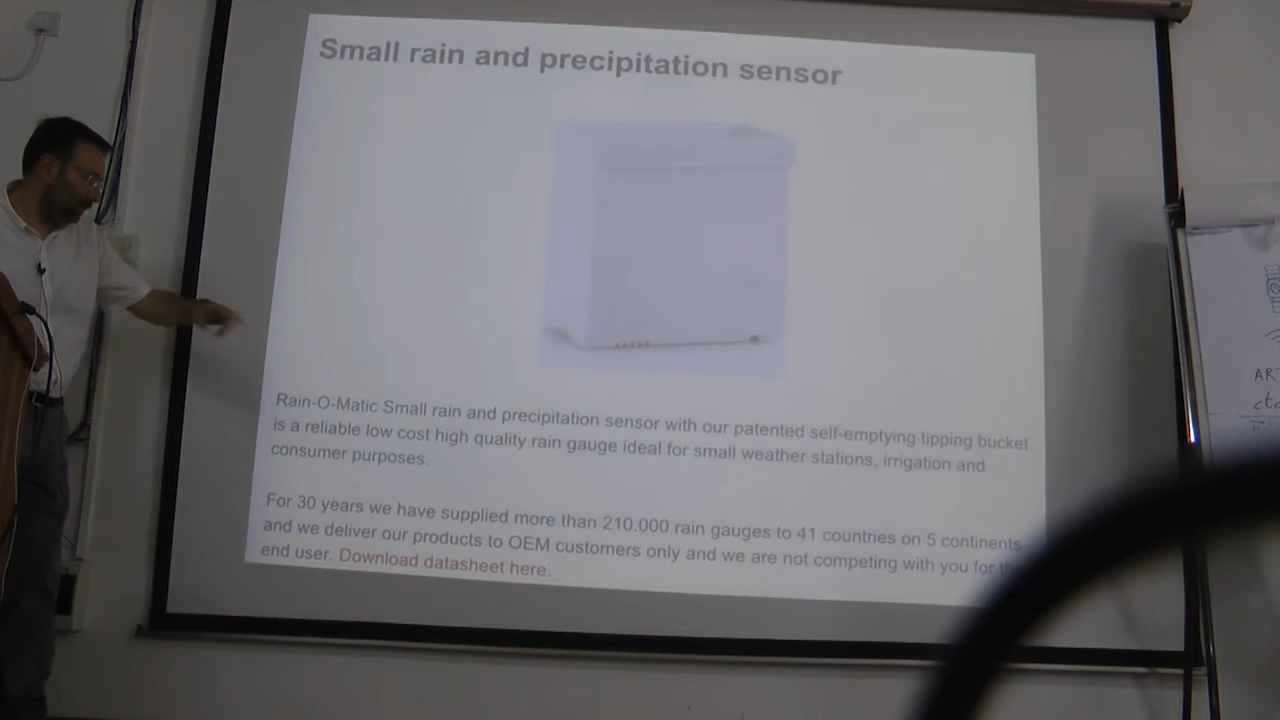 Small rain and precipitation sensor
Rain-O-Matic Small rain and precipitation sensor with our patented self-emptying tipping bucket
is a reliable low cost high quality rain gauge ideal for small weather stations, irrigation and
consumer purposes.
For 30 years we have supplied more than 210.000 rain gauges to 41 countries on 5 continents
and we deliver our products to OEM customers only and we are not competing with you for
end user. Download datasheet here.